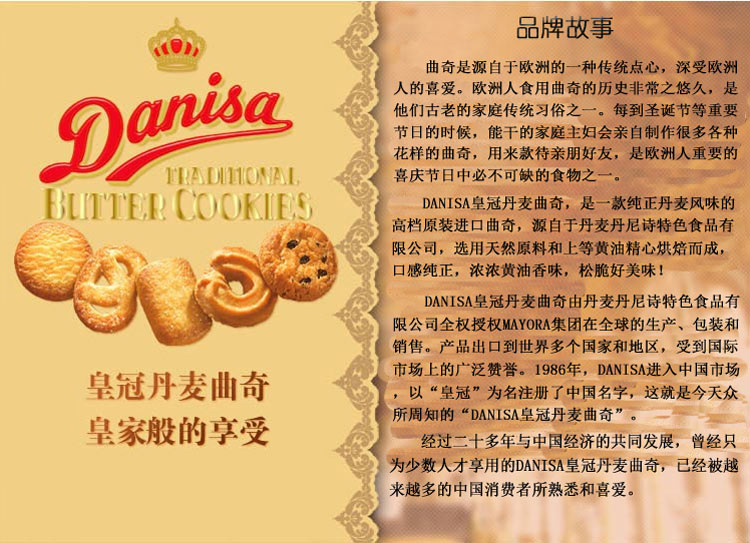 Danisa
TRADITIONAL
BUTTER COOKIES
皇冠丹麦曲奇
皇家般的享受
品牌故事
曲奇是源自于欧洲的一种传统点心，深受欧洲
人的喜爱。欧洲人食用曲奇的历史非常之悠久，是
他们古老的家庭传统习俗之一。每到圣诞节等重要
节日的时候，能干的家庭主妇会亲自制作很多各种
花样的曲奇，用来款待亲朋好友，是欧洲人重要的
喜庆节日中必不可缺的食物之一。
DANISA皇冠丹麦曲奇，是一款纯正丹麦风味的
高档原装进口曲奇，源自于丹麦丹尼诗特色食品有
限公司，选用天然原料和上等黄油精心烘焙而成，
口感纯正，浓浓黄油香味，松脆好美味！
DANISA皇冠丹麦曲奇由丹麦丹尼诗特色食品有
限公司全权授权MAYORA集团在全球的生产、包装和
销售。产品出口到世界多个国家和地区，受到国际
市场上的广泛赞誉。1986年，DANISA进入中国市场
，以“皇冠”为名注册了中国名字，这就是今天众
所周知的“DANISA皇冠丹麦曲奇”。
经过二十多年与中国经济的共同发展，曾经只
为少数人才享用的DANISA皇冠丹麦曲奇，已经被越
来越多的中国消费者所熟悉和喜爱。